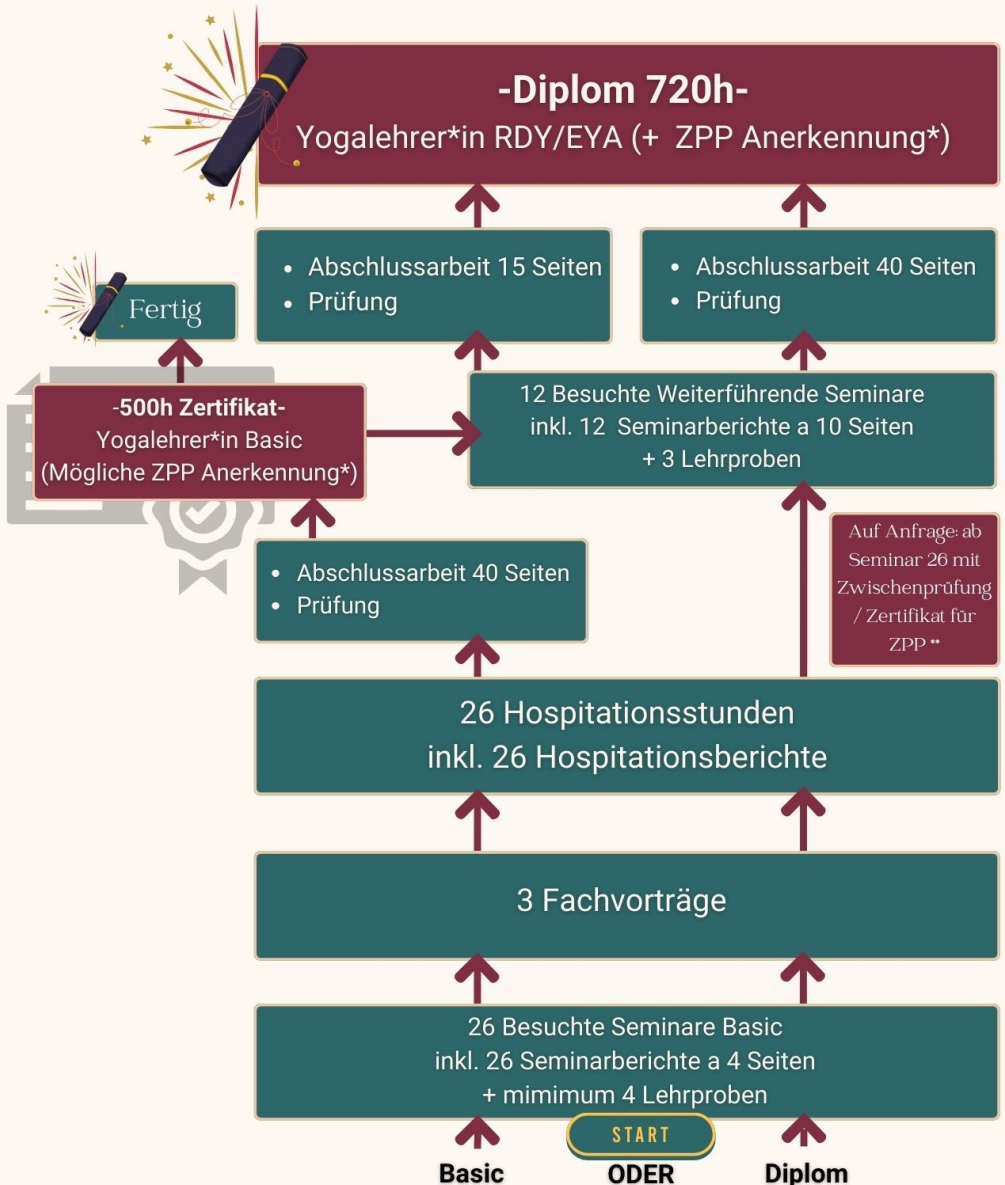 -Diplom 720h-
Yogalehrer*in RDY/EYA (+ ZPP Anerkennung*)
• Abschlussarbeit 15 Seiten
• Prüfung
• Abschlussarbeit 40 Seiten
• Prüfung
Fertig
-500h Zertifikat-
Yogalehrer*in Basic
(Mögliche ZPP Anerkennung*)
12 Besuchte Weiterführende Seminare
inkl. 12 Seminarberichte a 10 Seiten
+ 3 Lehrproben
Auf Anfrage: ab
Seminar 26 mit
Zwischenprüfung
/ Zertifikat für
ZPP **
• Abschlussarbeit 40 Seiten
• Prüfung
26 Hospitationsstunden
inkl. 26 Hospitationsberichte
3 Fachvorträge
26 Besuchte Seminare Basic
inkl. 26 Seminarberichte a 4 Seiten
+ mimimum 4 Lehrproben
START
Basic ODER Diplom